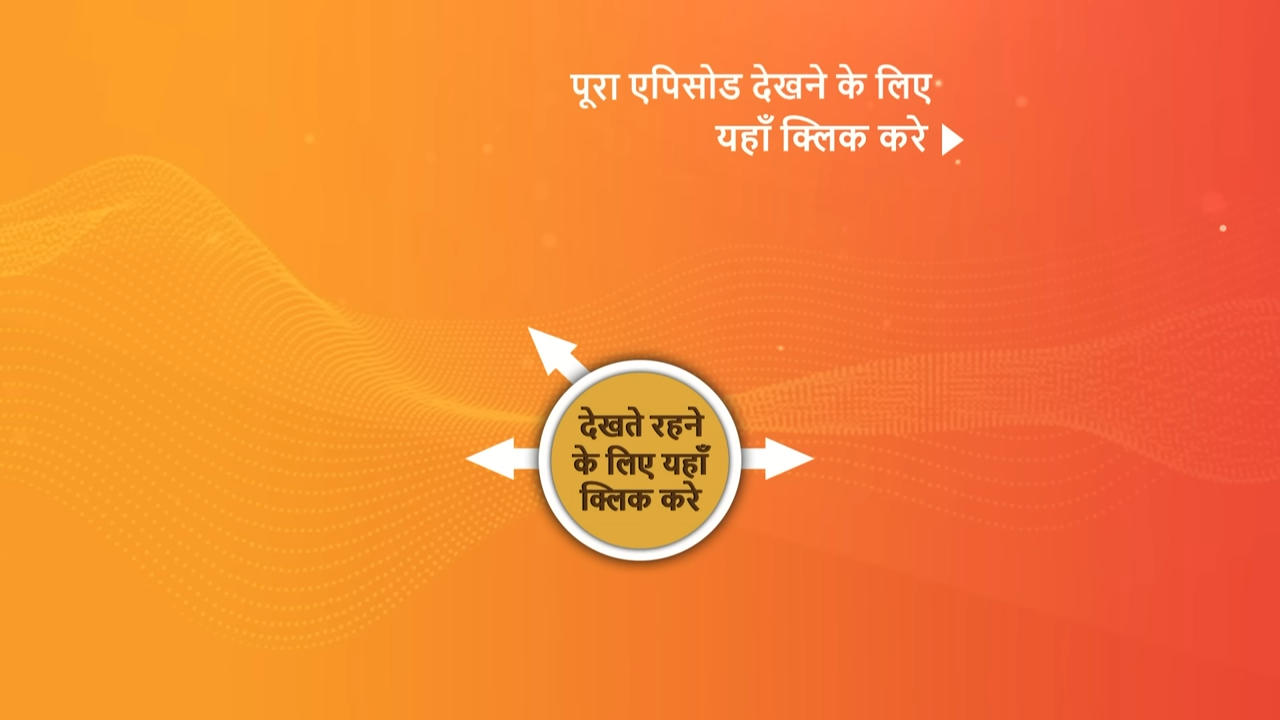 पूरा एपिसोड देखने के लिए
यहाँ क्लिक करे
देखते रहने
के लिए यहाँ
क्लिक करे